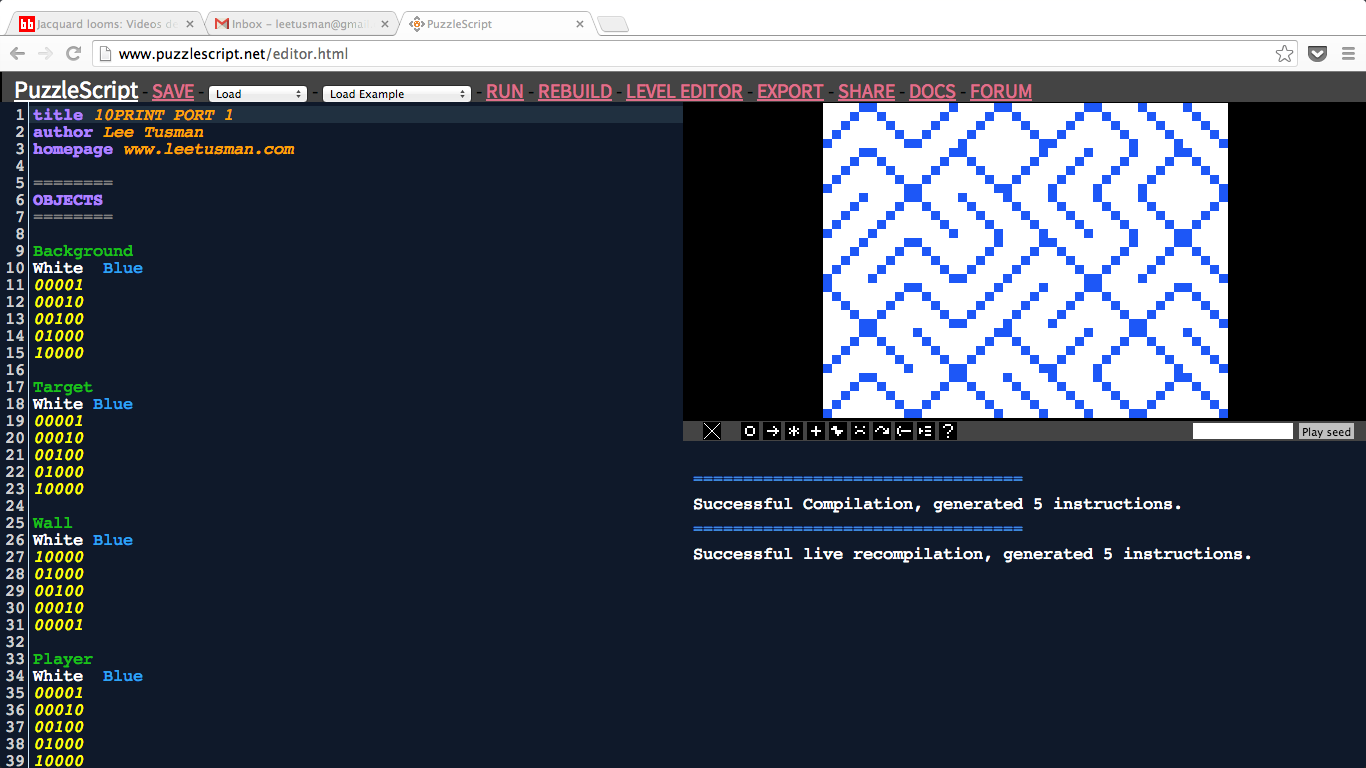 Jacquard looms: Videos de
Inbox - leetusman@gma
PuzzleScript
www.puzzlescript.net/editor.html
PuzzleScript - SAVE - Load - Load Example - RUN - REBUILD - LEVEL EDITOR - EXPORT - SHARE - DOCS - FORUM
1 title 10PRINT PORT 1
2 author Lee Tusman
3 homepage www.leetusman.com
4
5 ========
6 OBJECTS
7 ========
8
9 Background
10 White Blue
11 00001
12 00010
13 00100
14 01000
15 10000
16
17 Target
18 White Blue
19 00001
20 00010
21 00100
22 01000
23 10000
24
25 Wall
26 White Blue
27 10000
28 01000
29 00100
30 00010
31 00001
32
33 Player
34 White Blue
35 00001
36 00010
37 00100
38 01000
39 10000
Play seed
=================================
Successful Compilation, generated 5 instructions.
=================================
Successful live recompilation, generated 5 instructions.